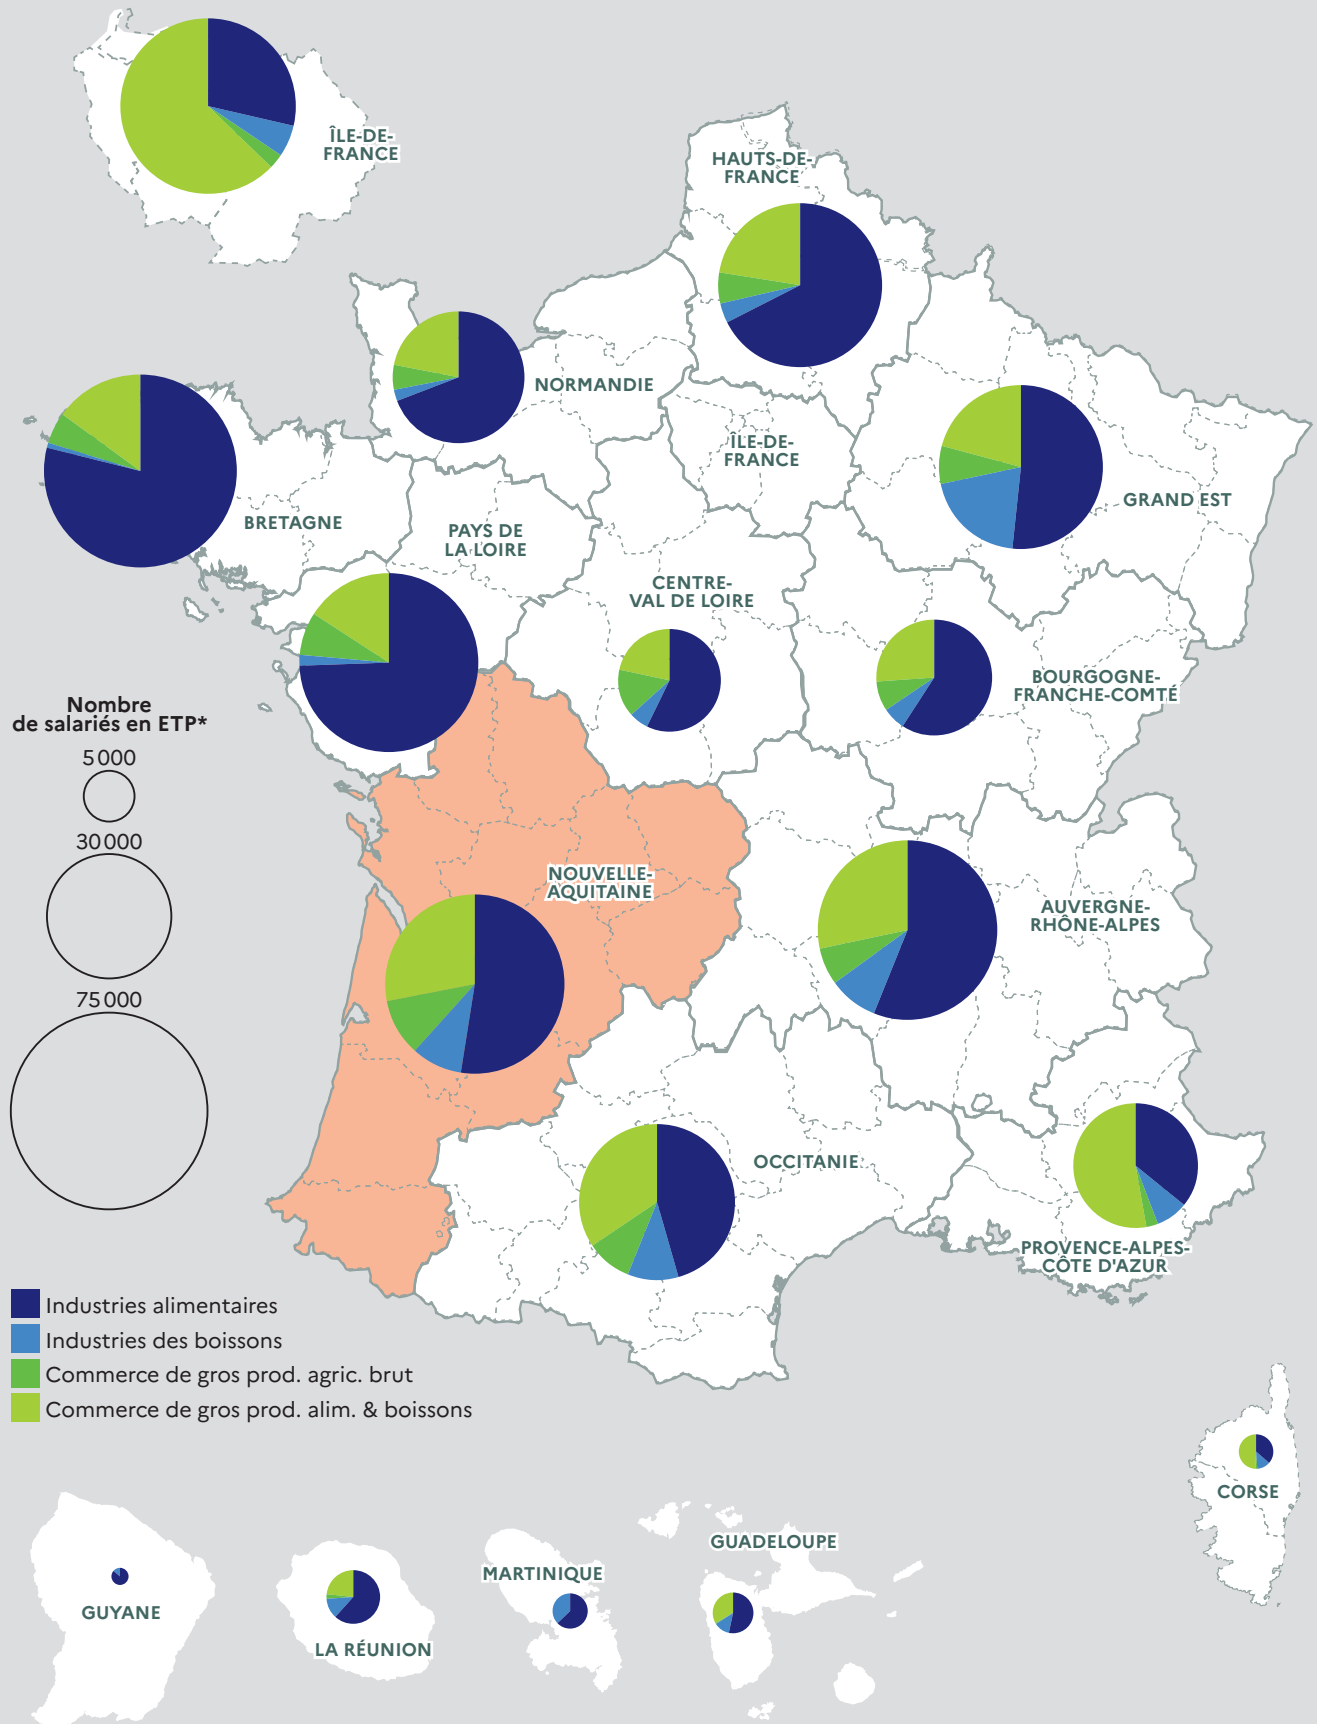 ÎLE-DE-
FRANCE
HAUTS-DE-
FRANCE
NORMANDIE
ÎLE-DE-
FRANCE
GRAND EST
BRETAGNE
PAYS DE
LA LOIRE
CENTRE-
VAL DE LOIRE
BOURGOGNE-
FRANCHE-COMTÉ
Nombre
de salariés en ETP*
5 000
30 000
75 000
NOUVELLE-
AQUITAINE
AUVERGNE-
RHÔNE-ALPES
OCCITANIE
PROVENCE-ALPES-
CÔTE D'AZUR
Industries alimentaires
Industries des boissons
Commerce de gros prod. agric. brut
Commerce de gros prod. alim. & boissons
CORSE
GUADELOUPE
MARTINIQUE
GUYANE
LA RÉUNION